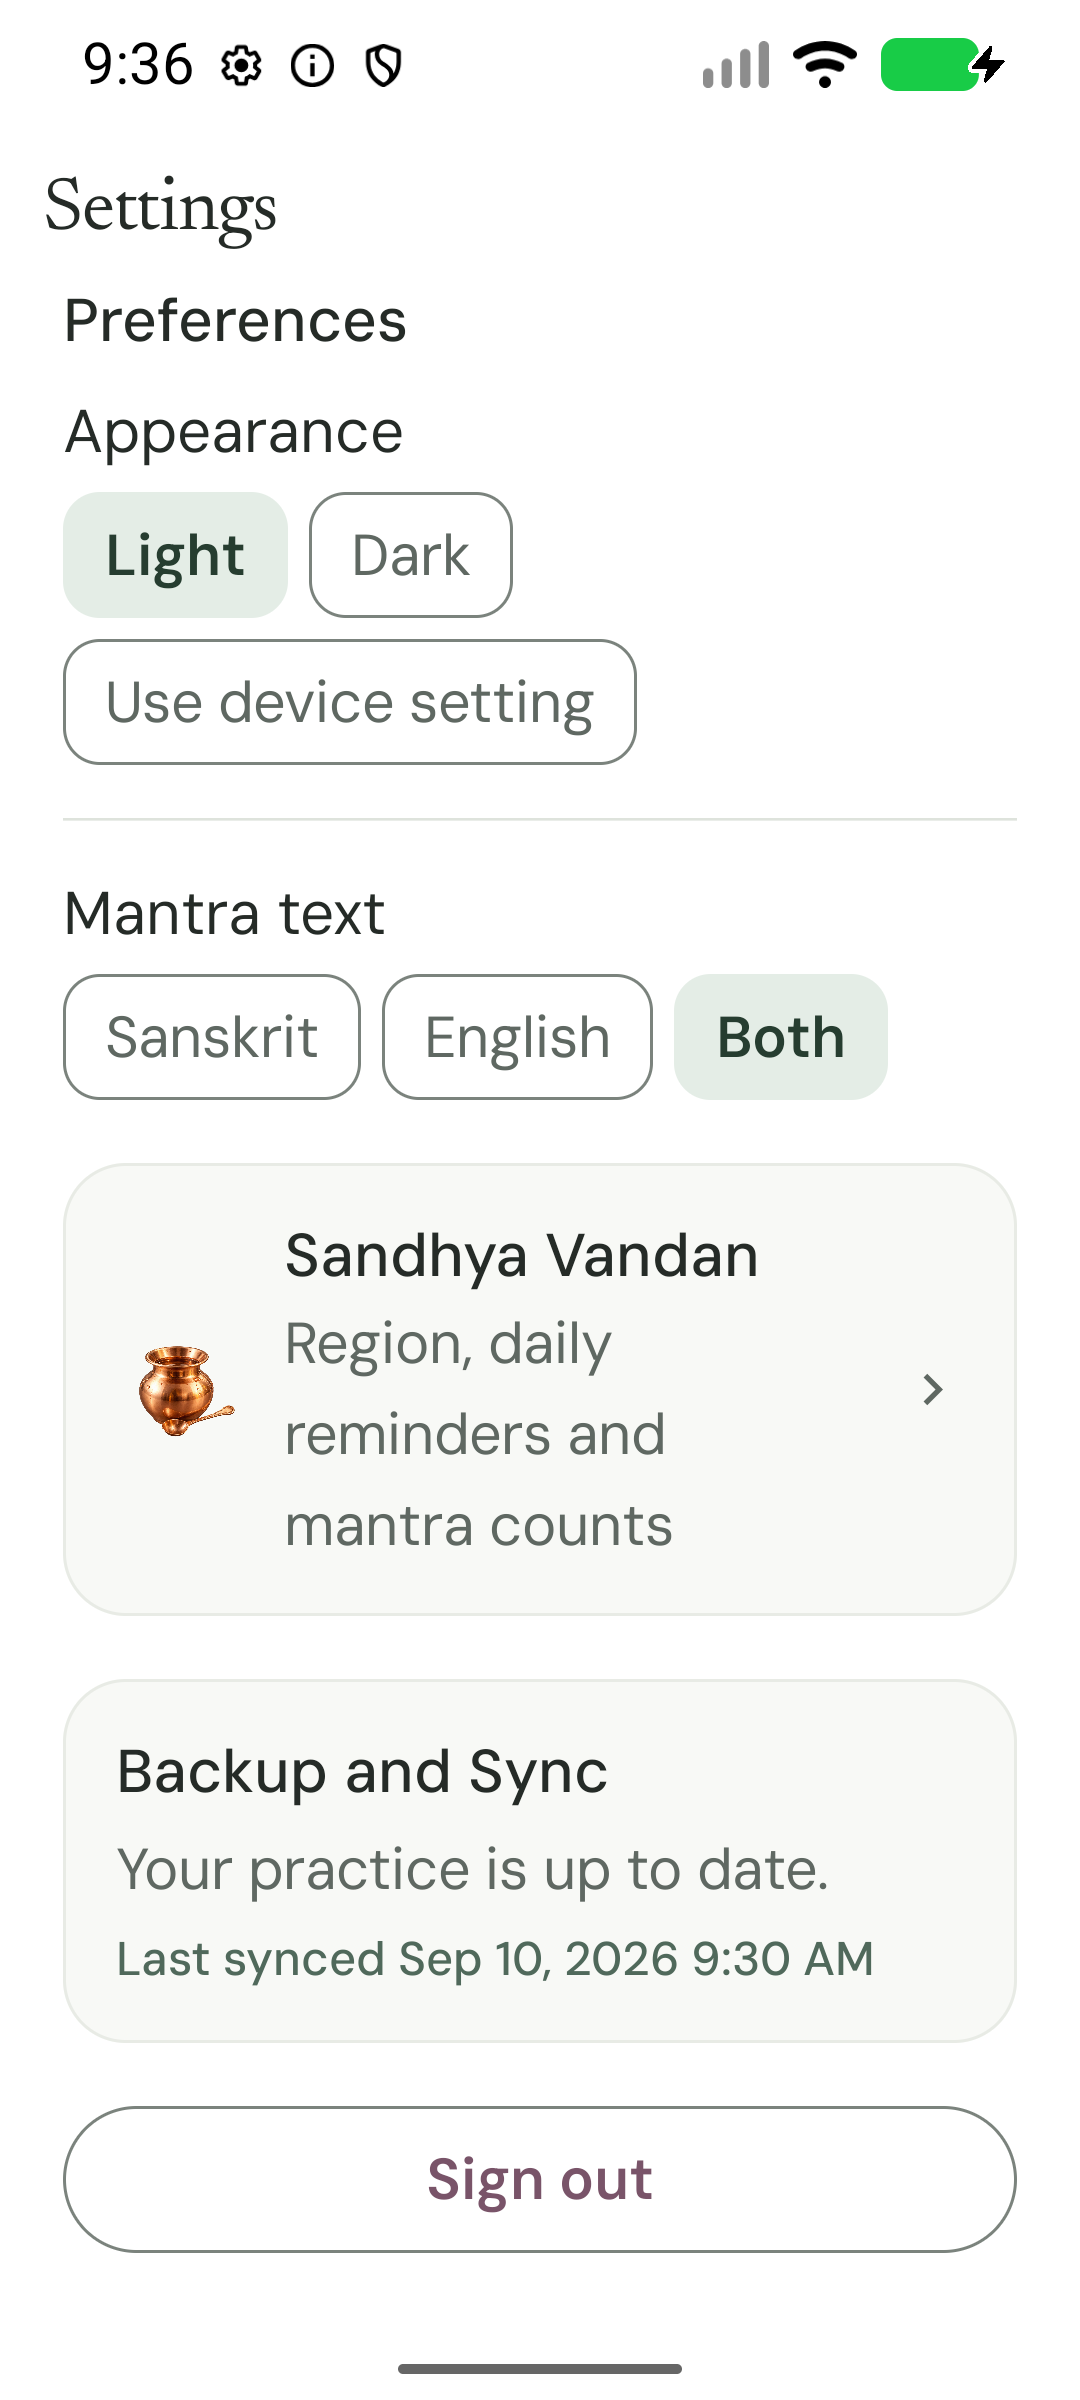 9:36
Settings
Preferences
Appearance
Light
Dark
Use device setting
Mantra text
Sanskrit
English
Both
Sandhya Vandan
Region, daily
reminders and
mantra counts
Backup and Sync
Your practice is up to date.
Last synced Sep 10, 2026 9:30 AM
Sign out